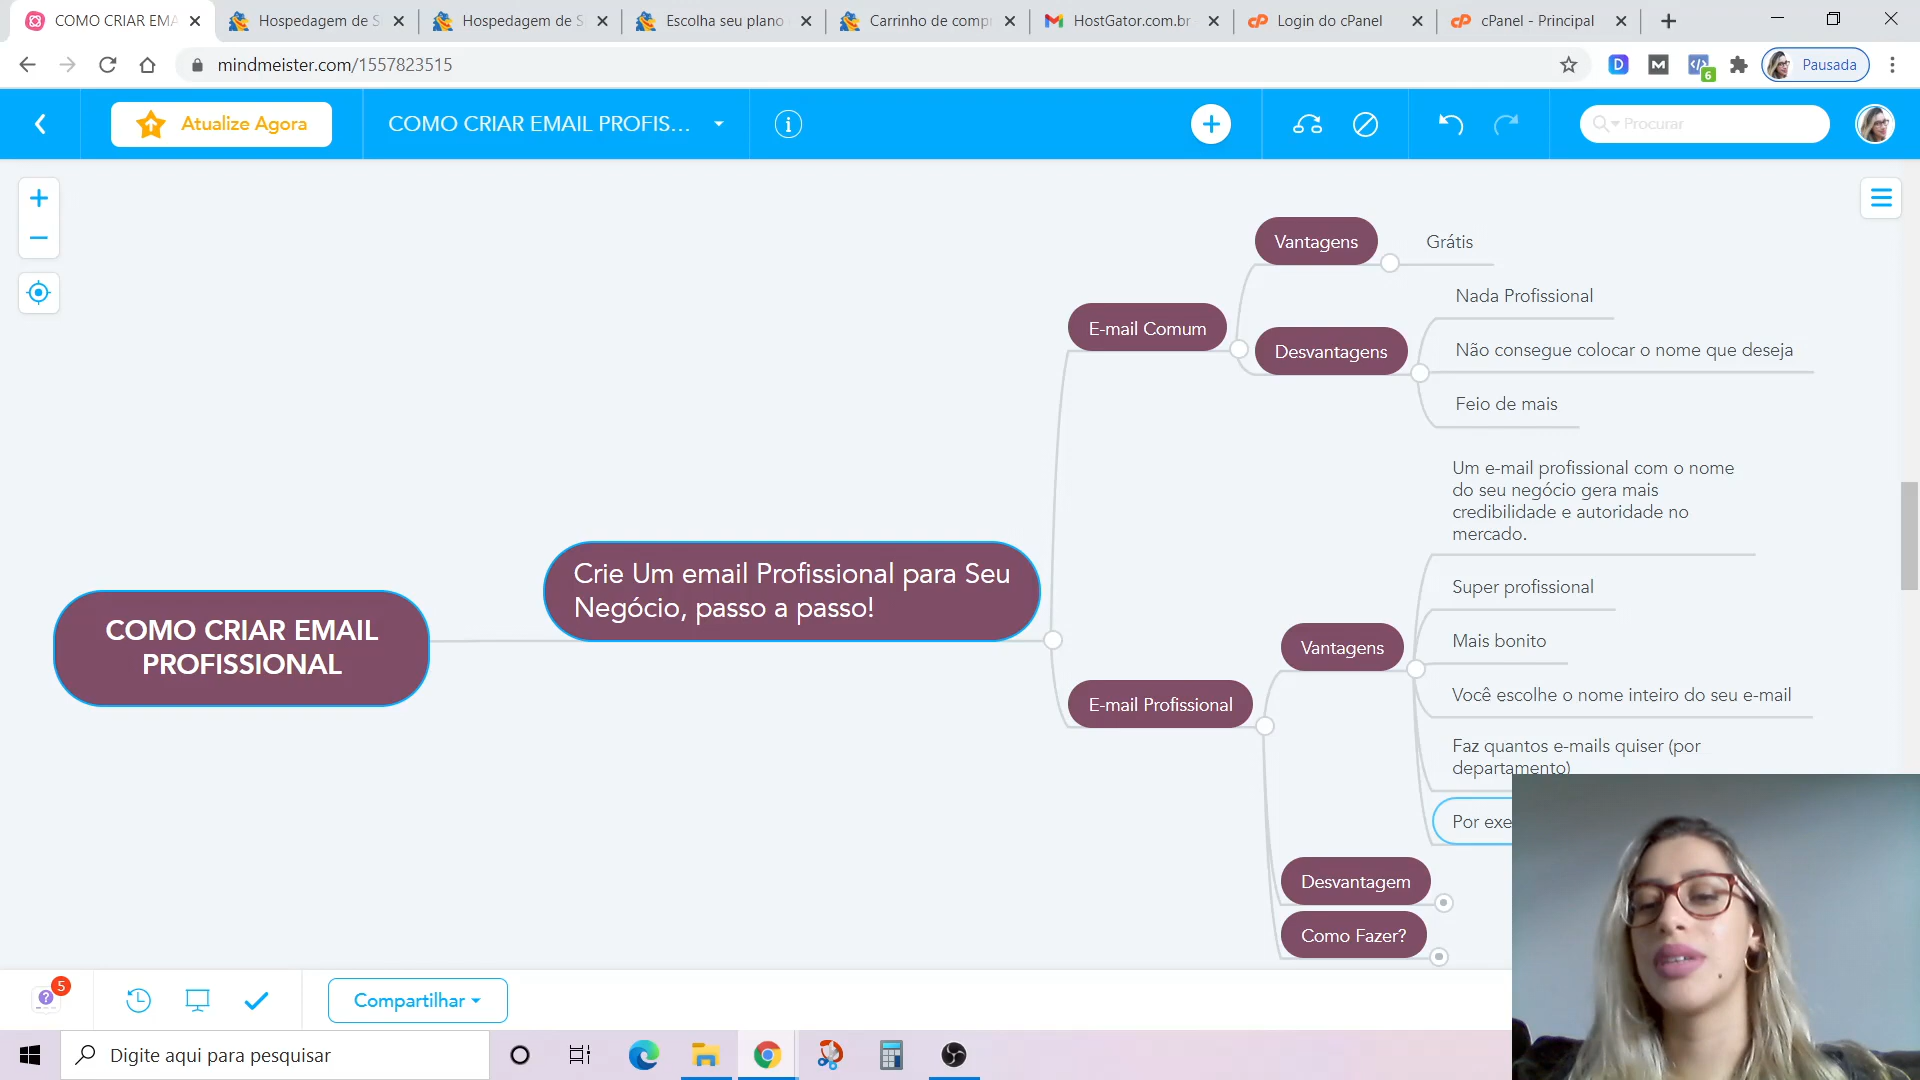 COMO CRIAR EMA
Hospedagem de S
Hospedagem de S
Escolha seu plano
Carrinho de comp
HostGator.com.br
Login do cPanel
cPanel - Principal
mindmeister.com/1557823515
Pausada
Atualize Agora
COMO CRIAR EMAIL PROFIS...
Procurar
Vantagens
Grátis
Nada Profissional
E-mail Comum
Desvantagens
Não consegue colocar o nome que deseja
Feio de mais
Um e-mail profissional com o nome
do seu negócio gera mais
credibilidade e autoridade no
mercado.
Crie Um email Profissional para Seu
Negócio, passo a passo!
Super profissional
COMO CRIAR EMAIL
PROFISSIONAL
Vantagens
Mais bonito
E-mail Profissional
Você escolhe o nome inteiro do seu e-mail
Faz quantos e-mails quiser (por
departamento)
Por exe
Desvantagem
Como Fazer?
5
Compartilhar
Digite aqui para pesquisar